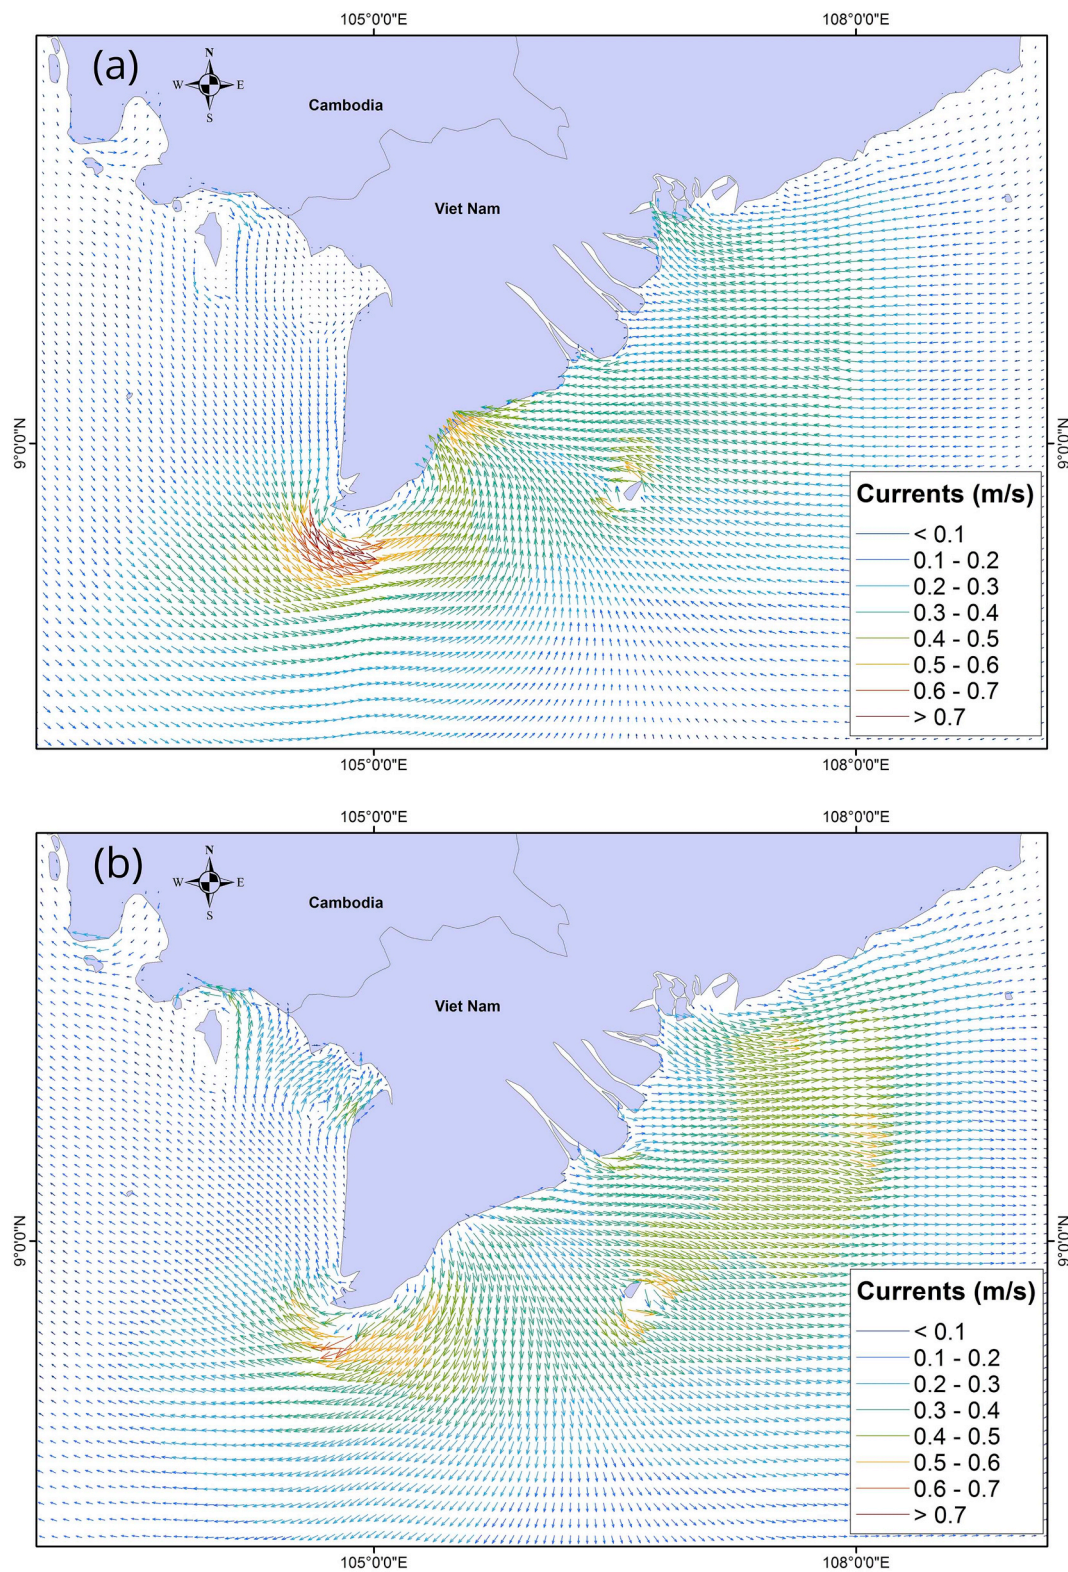 105°0'0"E 108°0'0"E
(a)
N
W E
S
Cambodia
Viet Nam
9°0'0"N 9°0'0"N
Currents (m/s)
< 0.1
0.1 - 0.2
0.2 - 0.3
0.3 - 0.4
0.4 - 0.5
0.5 - 0.6
0.6 - 0.7
> 0.7
105°0'0"E 108°0'0"E
105°0'0"E 108°0'0"E
(b)
N
W E
S
Cambodia
Viet Nam
9°0'0"N 9°0'0"N
Currents (m/s)
< 0.1
0.1 - 0.2
0.2 - 0.3
0.3 - 0.4
0.4 - 0.5
0.5 - 0.6
0.6 - 0.7
> 0.7
105°0'0"E 108°0'0"E